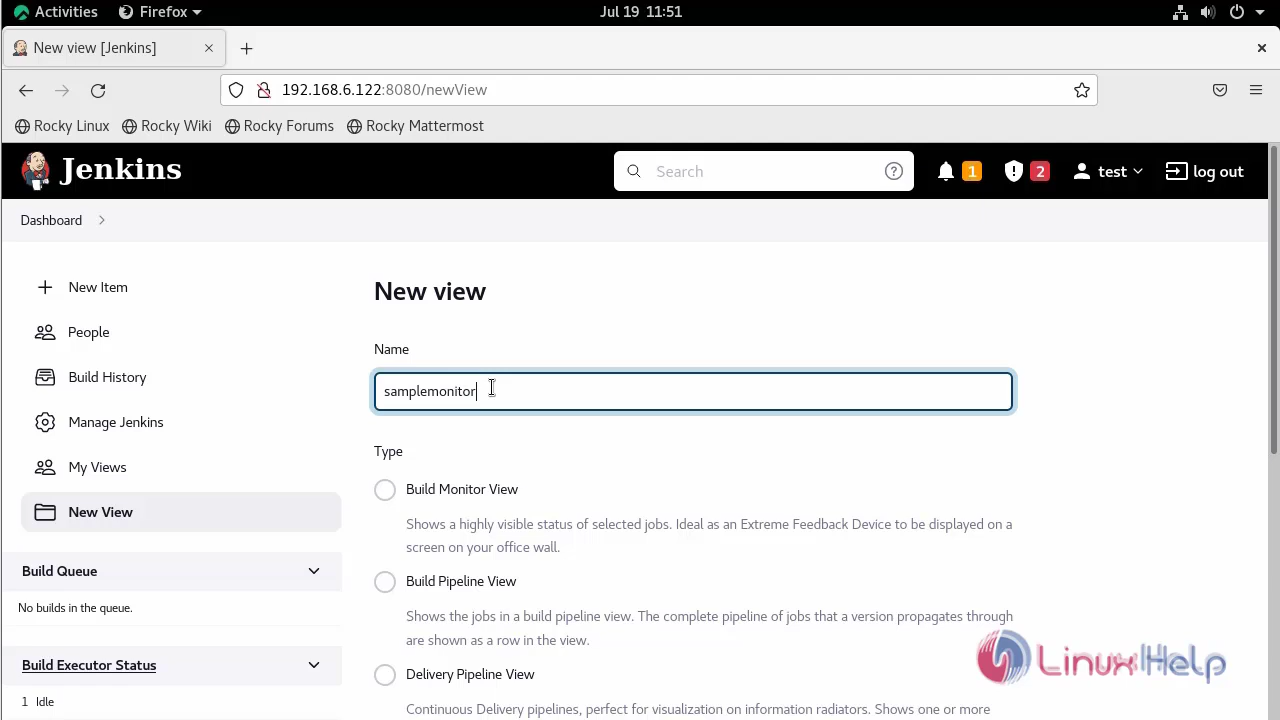 Activities Firefox Jul 19 11:51
New view [Jenkins]
192.168.6.122:8080/newView
Rocky Linux Rocky Wiki Rocky Forums Rocky Mattermost
Jenkins Search 1 2 test log out
Dashboard
New Item
People
Build History
Manage Jenkins
My Views
New View
Build Queue
No builds in the queue.
Build Executor Status
1 Idle
New view
Name
samplemonitor
Type
Build Monitor View
Shows a highly visible status of selected jobs. Ideal as an Extreme Feedback Device to be displayed on a
screen on your office wall.
Build Pipeline View
Shows the jobs in a build pipeline view. The complete pipeline of jobs that a version propagates through
are shown as a row in the view.
Delivery Pipeline View
Continuous Delivery pipelines, perfect for visualization on information radiators. Shows one or more
LinuxHelp